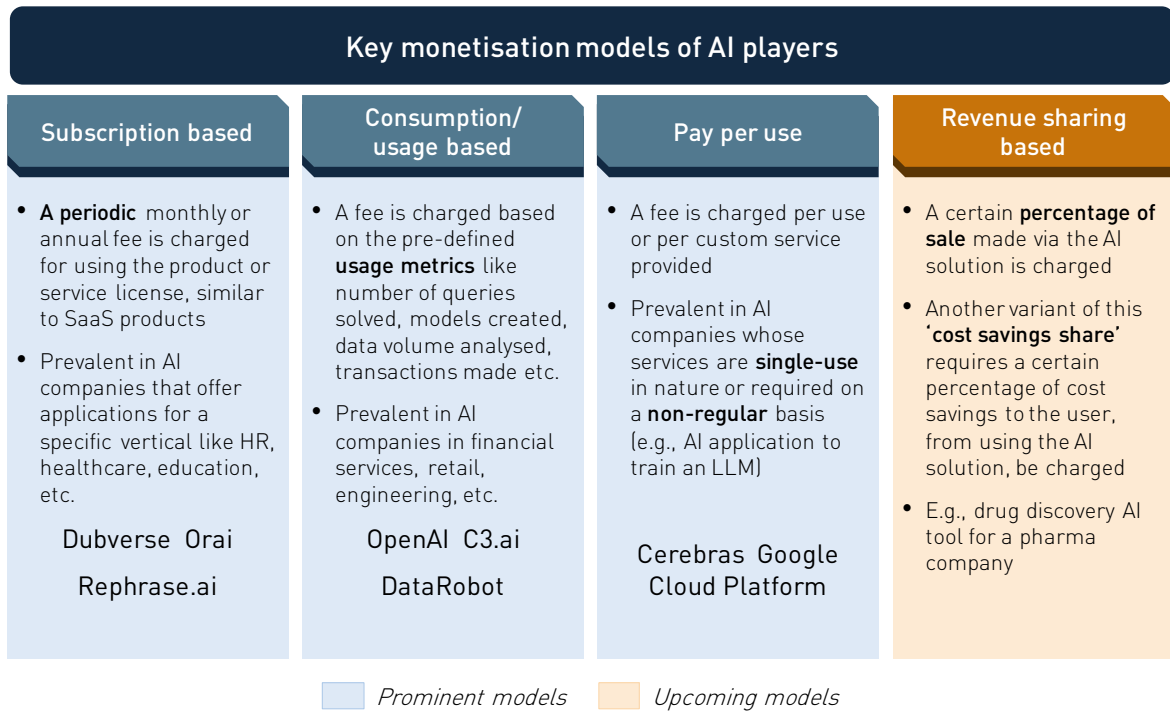 Key monetisation models of AI players
Subscription based
• A periodic monthly or
annual fee is charged
for using the product or
service license, similar
to SaaS products
• Prevalent in AI
companies that offer
applications for a
specific vertical like HR,
healthcare, education,
etc.
Dubverse Orai
Rephrase.ai
Consumption/
usage based
• A fee is charged based
on the pre-defined
usage metrics like
number of queries
solved, models created,
data volume analysed,
transactions made etc.
• Prevalent in AI
companies in financial
services, retail,
engineering, etc.
OpenAI C3.ai
DataRobot
Pay per use
• A fee is charged per use
or per custom service
provided
• Prevalent in AI
companies whose
services are single-use
in nature or required on
a non-regular basis
(e.g., AI application to
train an LLM)
Cerebras Google
Cloud Platform
Revenue sharing
based
• A certain percentage of
sale made via the AI
solution is charged
• Another variant of this
‘cost savings share’
requires a certain
percentage of cost
savings to the user,
from using the AI
solution, be charged
• E.g., drug discovery AI
tool for a pharma
company
Prominent models
Upcoming models